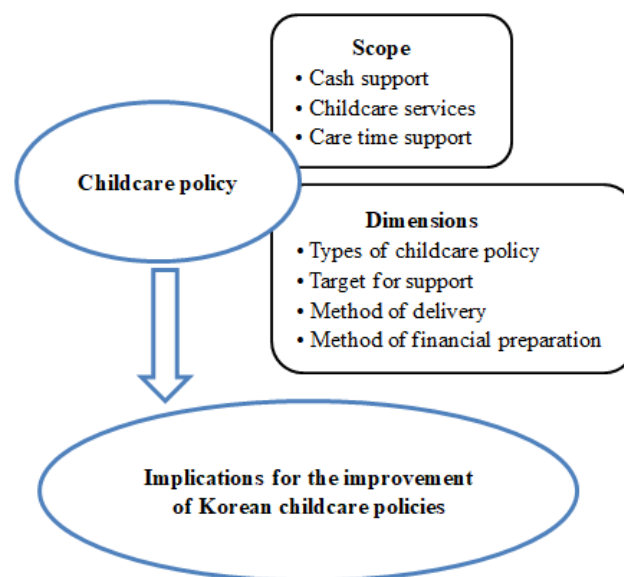 Scope
• Cash support
• Childcare services
• Care time support
Childcare policy
Dimensions
• Types of childcare policy
• Target for support
• Method of delivery
• Method of financial preparation
Implications for the improvement
of Korean childcare policies